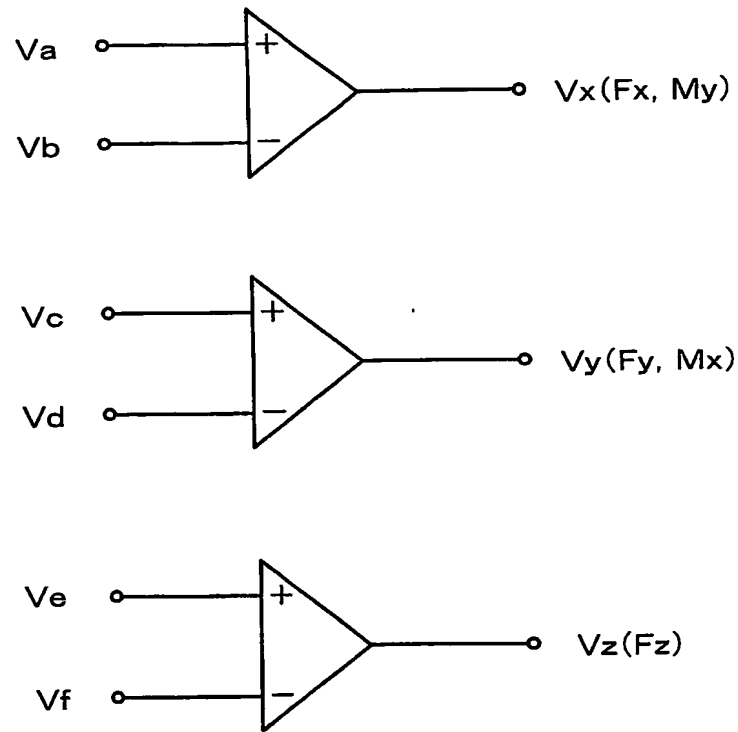 Va + Vx(Fx, My)
Vb −
Vc + Vy(Fy, Mx)
Vd −
Ve + Vz(Fz)
Vf −